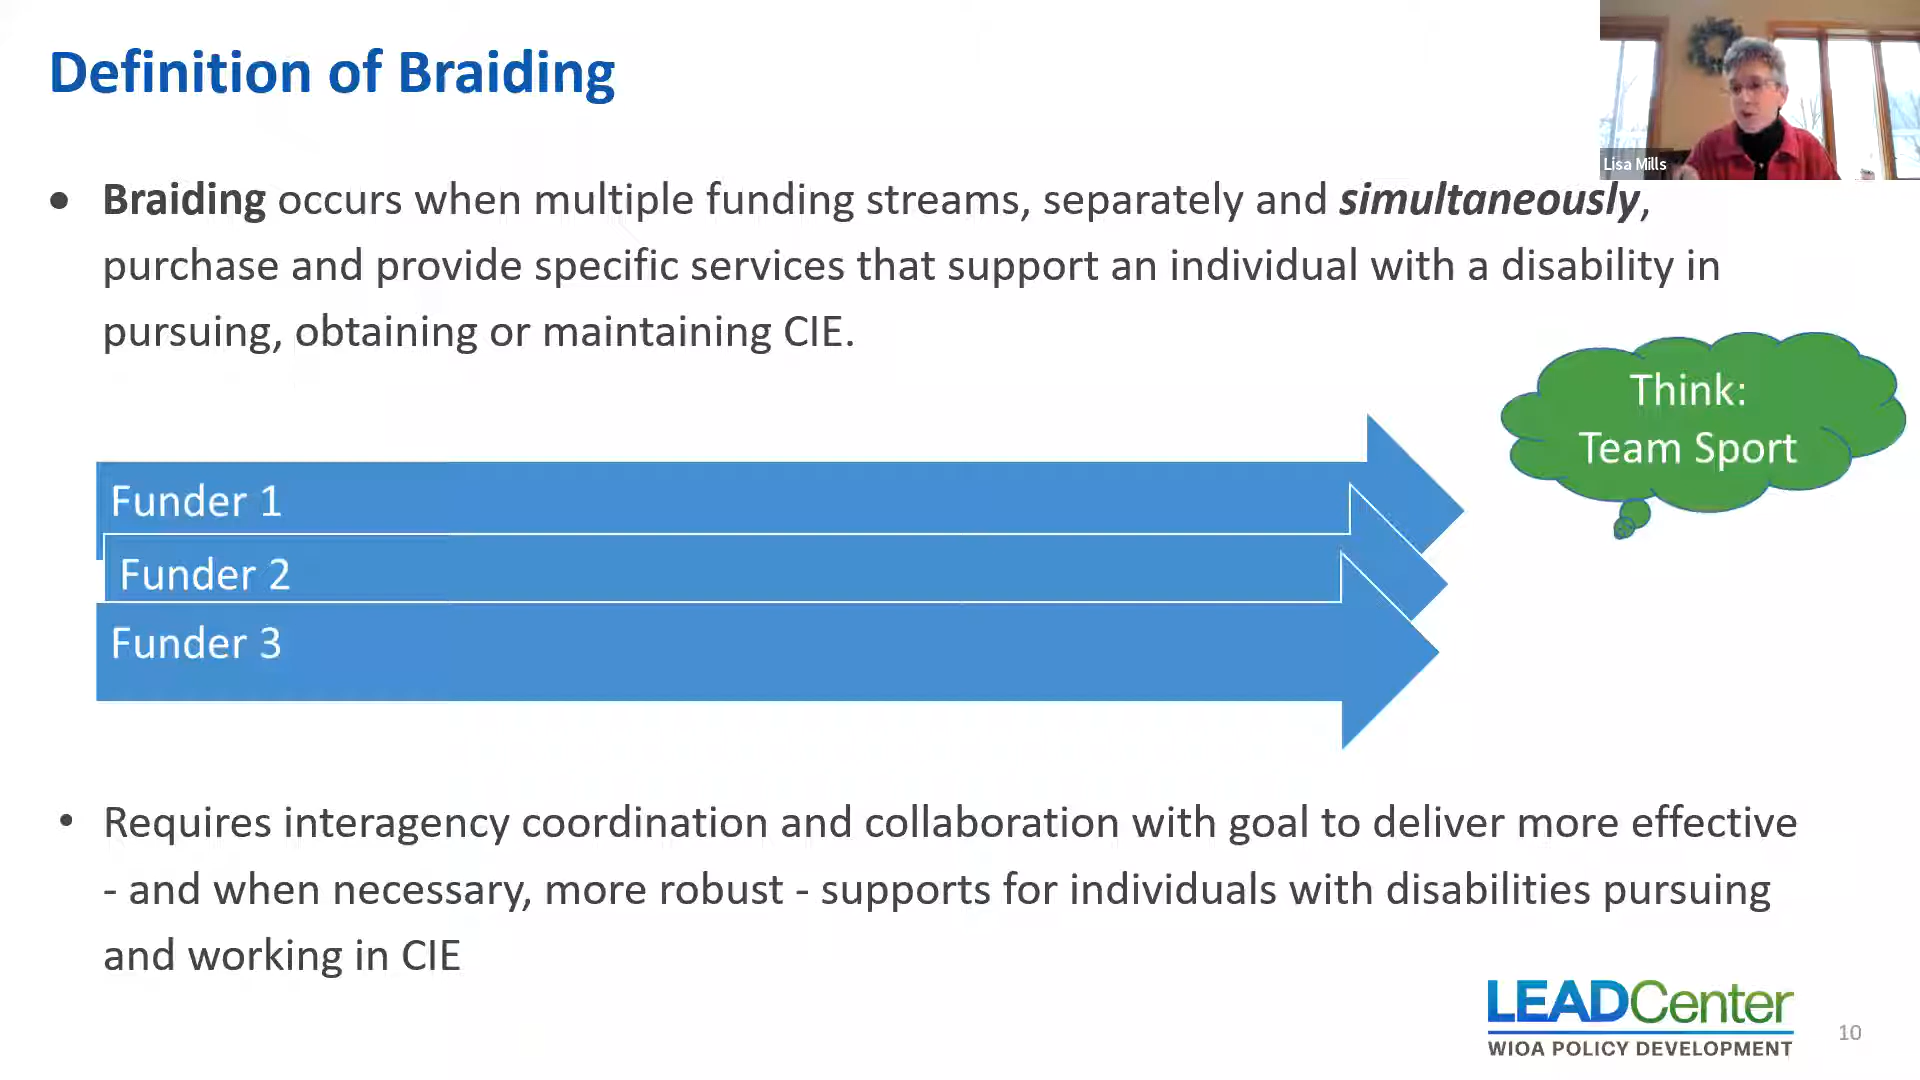 Definition of Braiding
Lisa Mills
● Braiding occurs when multiple funding streams, separately and simultaneously,
purchase and provide specific services that support an individual with a disability in
pursuing, obtaining or maintaining CIE.
Think:
Team Sport
Funder 1
Funder 2
Funder 3
• Requires interagency coordination and collaboration with goal to deliver more effective
- and when necessary, more robust - supports for individuals with disabilities pursuing
and working in CIE
LEADCenter
WIOA POLICY DEVELOPMENT
10